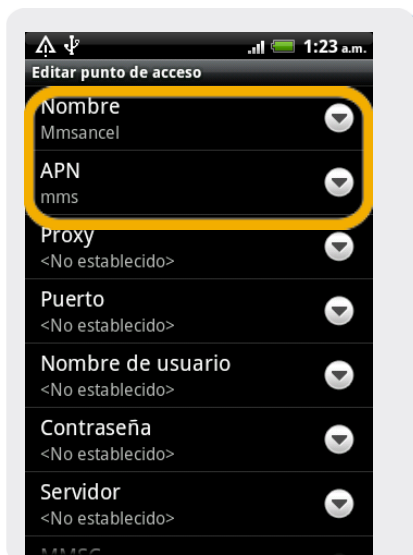 1:23 a.m.
Editar punto de acceso
Nombre
Mmsancel
APN
mms
Proxy
<No establecido>
Puerto
<No establecido>
Nombre de usuario
<No establecido>
Contraseña
<No establecido>
Servidor
<No establecido>
MMSC